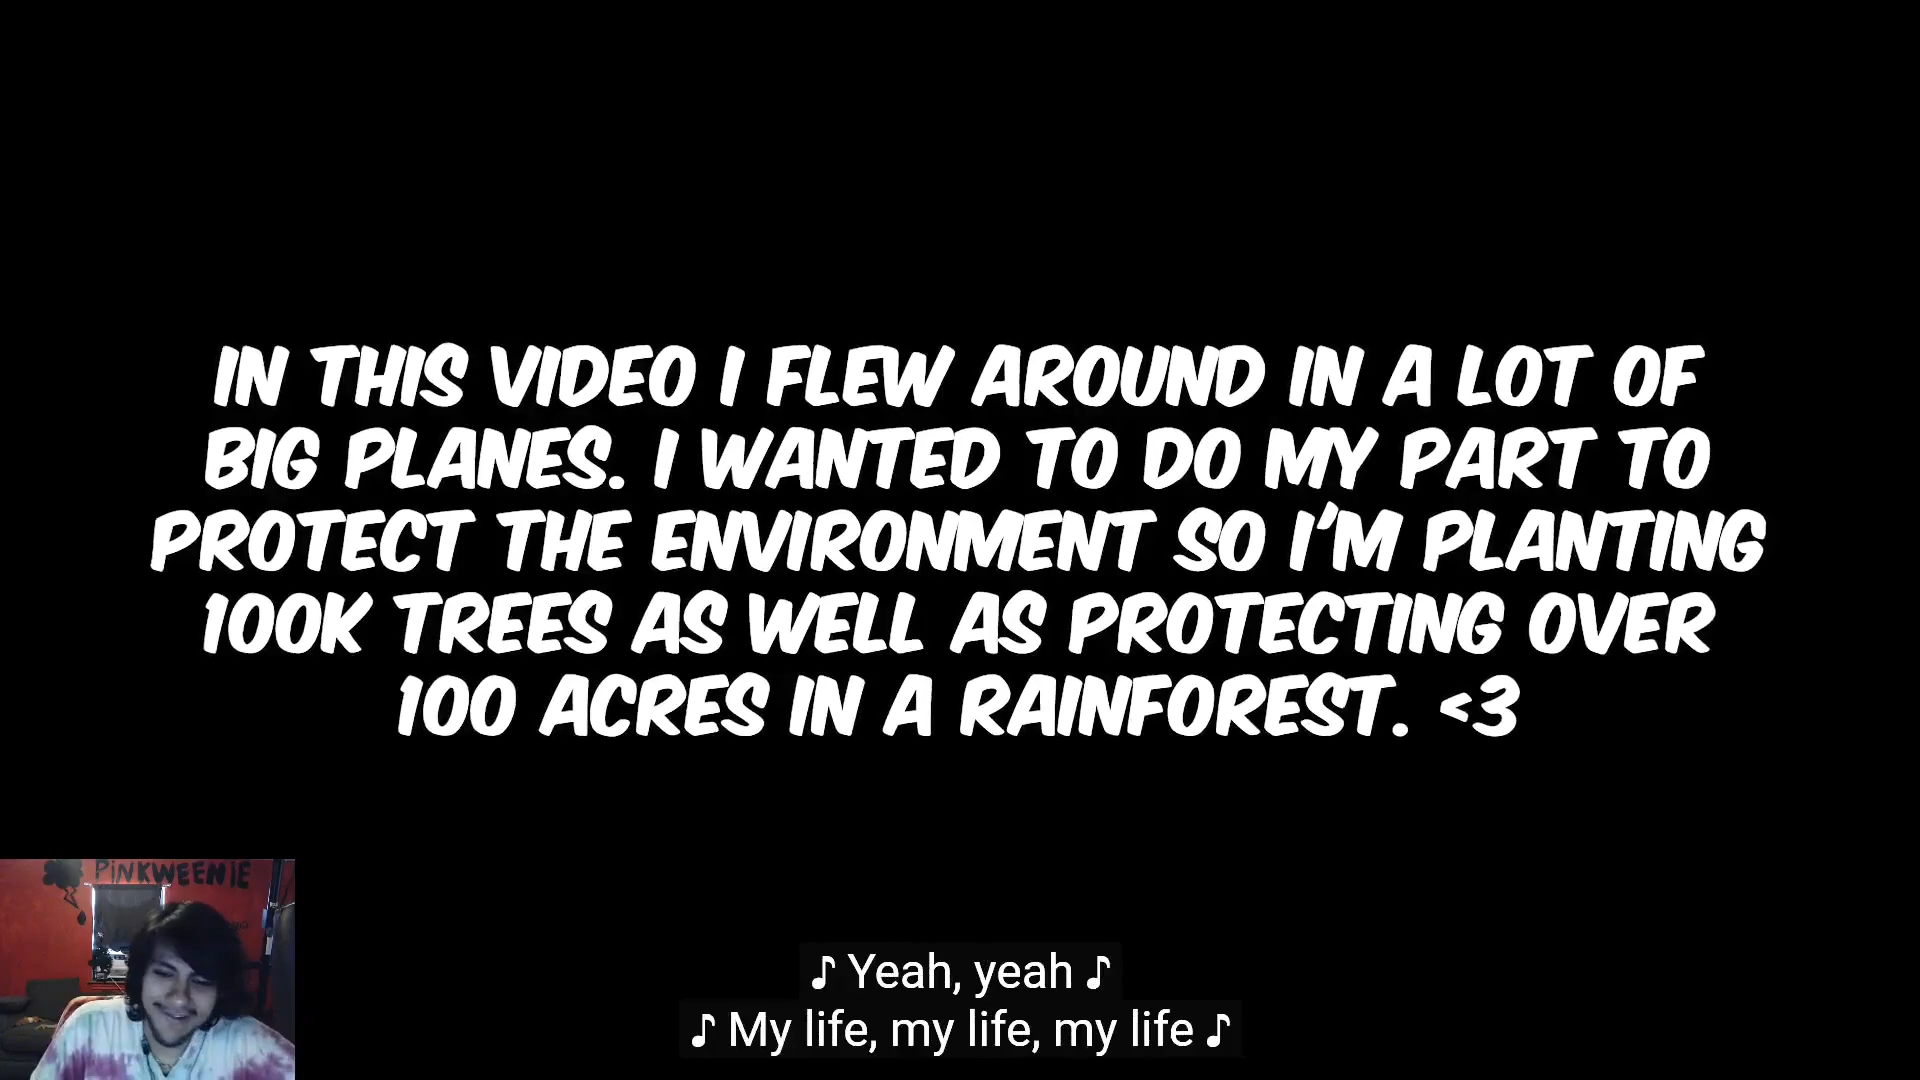 IN THIS VIDEO I FLEW AROUND IN A LOT OF
BIG PLANES. I WANTED TO DO MY PART TO
PROTECT THE ENVIRONMENT SO I'M PLANTING
100K TREES AS WELL AS PROTECTING OVER
100 ACRES IN A RAINFOREST. <3
PINKWEENIE
♪ Yeah, yeah ♪
♪ My life, my life, my life ♪